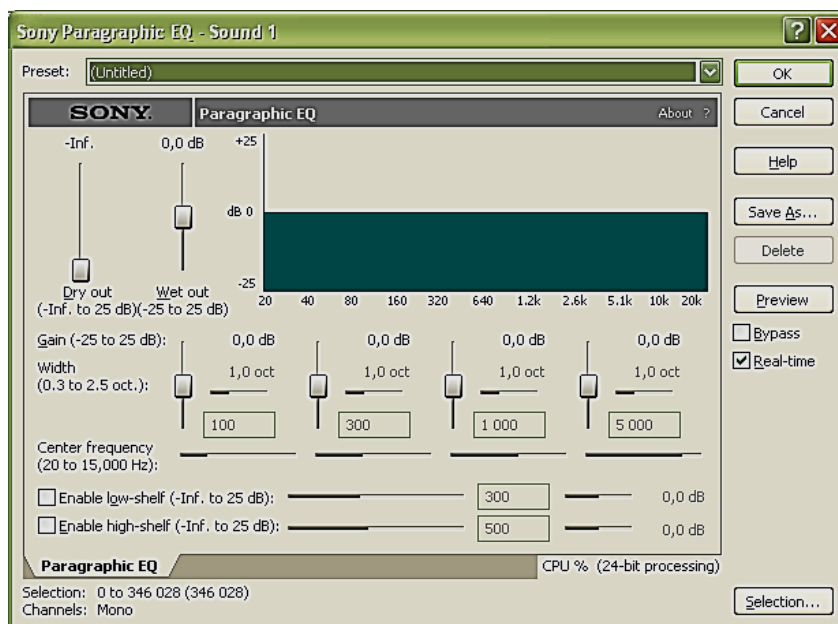 Sony Paragraphic EQ - Sound 1
Preset: (Untitled)
OK
SONY. Paragraphic EQ About ?
Cancel
-Inf. 0,0 dB +25
Help
dB 0
Save As...
Delete
-25
Dry out Wet out
20 40 80 160 320 640 1.2k 2.6k 5.1k 10k 20k
(-Inf. to 25 dB)(-25 to 25 dB)
Preview
Gain (-25 to 25 dB): 0,0 dB 0,0 dB 0,0 dB 0,0 dB
Bypass
Width
(0.3 to 2.5 oct.): 1,0 oct 1,0 oct 1,0 oct 1,0 oct
Real-time
100 300 1 000 5 000
Center frequency
(20 to 15,000 Hz):
Enable low-shelf (-Inf. to 25 dB): 300 0,0 dB
Enable high-shelf (-Inf. to 25 dB): 500 0,0 dB
Paragraphic EQ CPU % (24-bit processing)
Selection: 0 to 346 028 (346 028)
Channels: Mono
Selection...